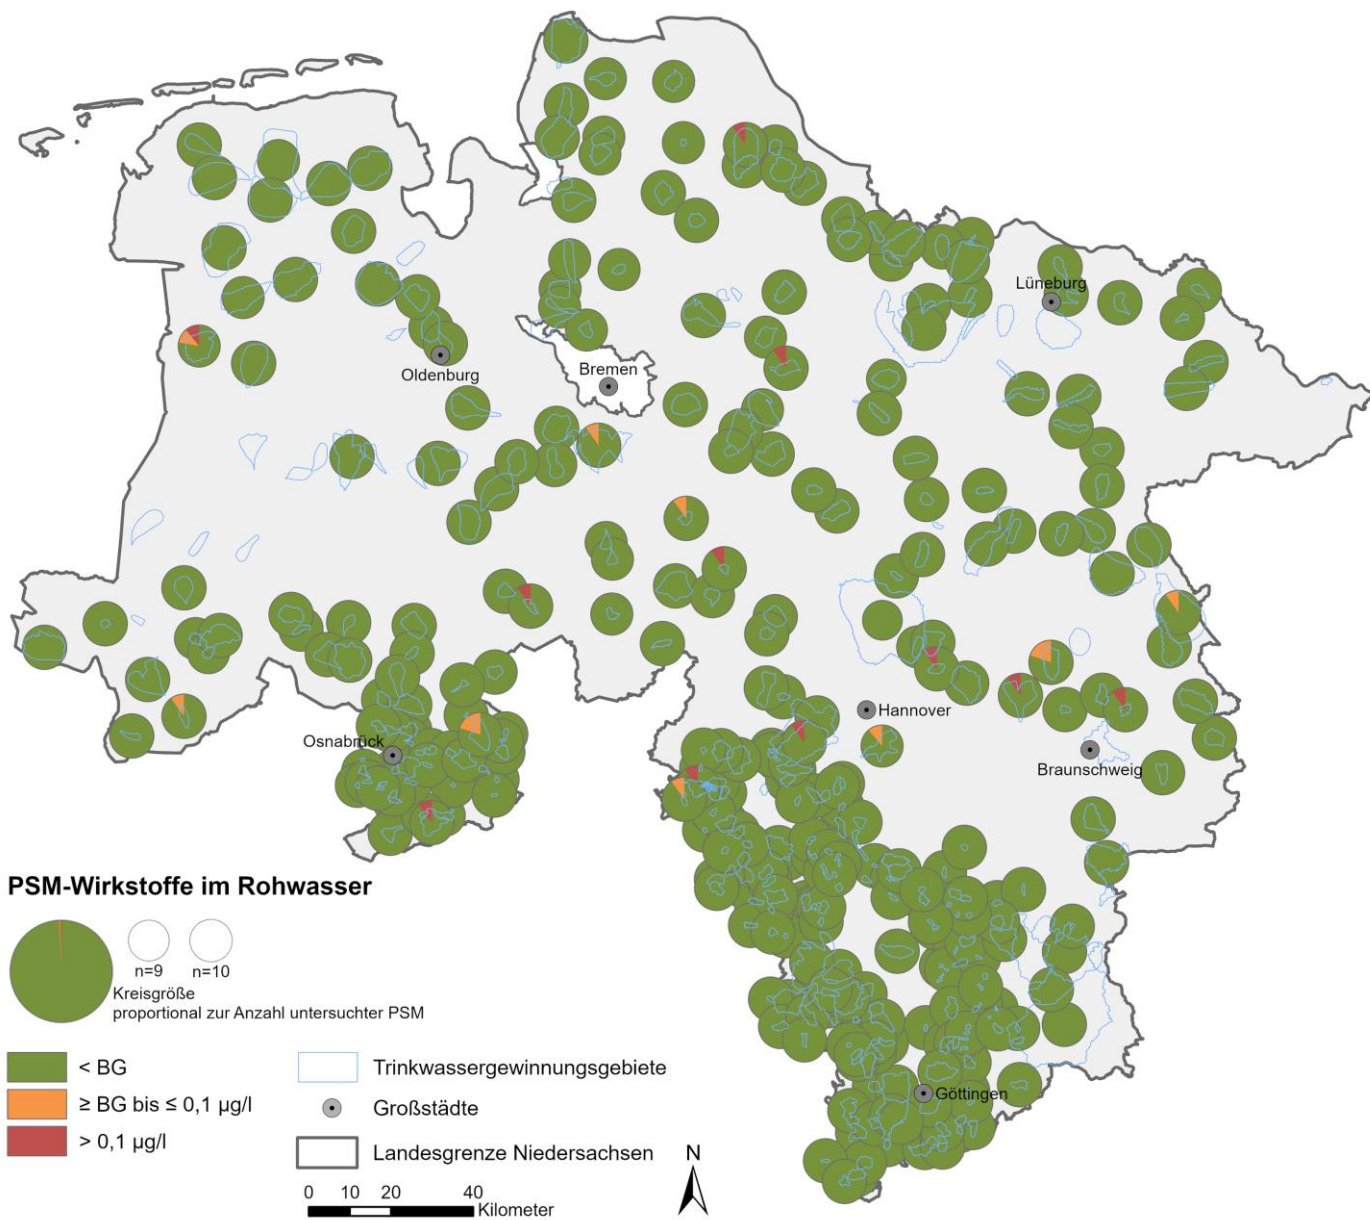 Lüneburg
Bremen
Oldenburg
Hannover
Osnabrück
Braunschweig
PSM-Wirkstoffe im Rohwasser
n=9 n=10
Kreisgröße
proportional zur Anzahl untersuchter PSM
< BG
≥ BG bis ≤ 0,1 µg/l
> 0,1 µg/l
Trinkwassergewinnungsgebiete
Großstädte
Landesgrenze Niedersachsen
0 10 20 40
Kilometer
N
Göttingen